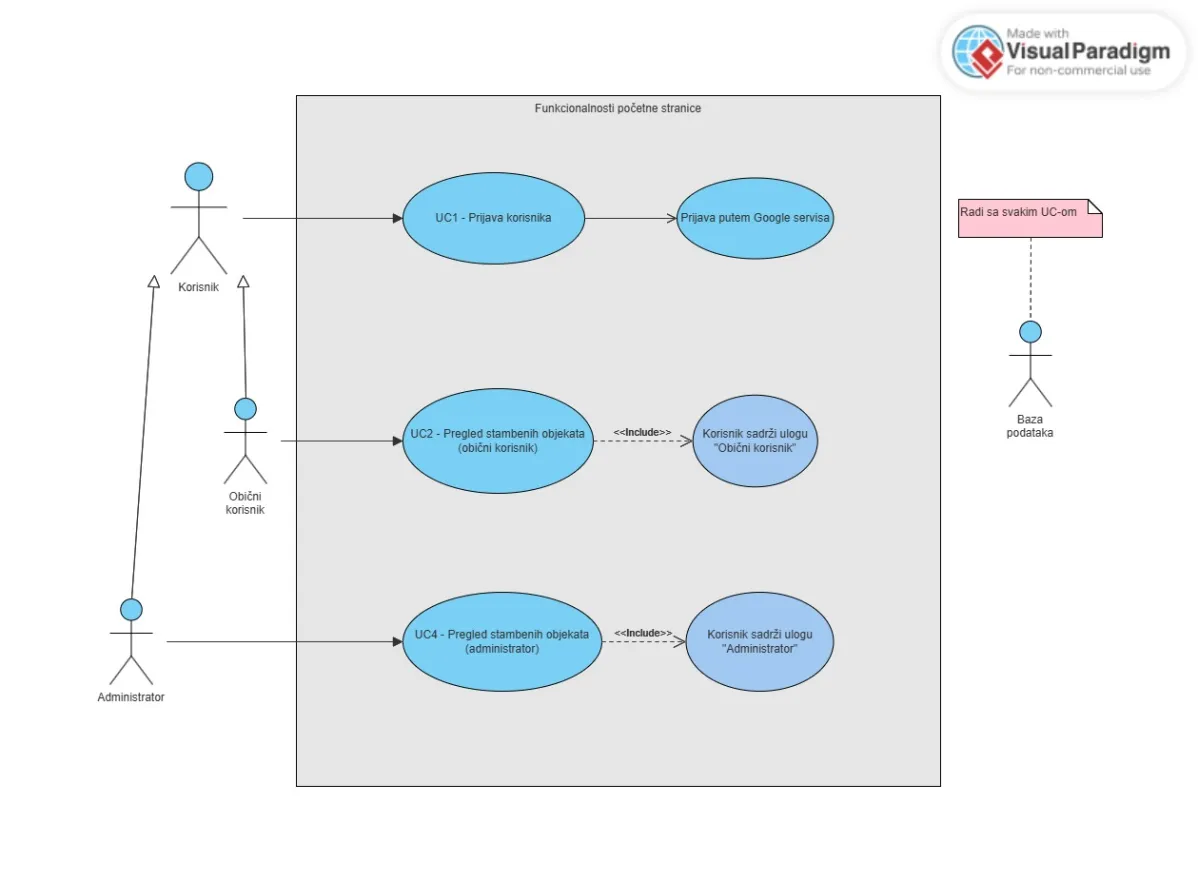 Made with
VisualParadigm
For non-commercial use
Funkcionalnosti početne stranice
Korisnik
UC1 - Prijava korisnika
Prijava putem Google servisa
Radi sa svakim UC-om
Baza
podataka
Obični
korisnik
UC2 - Pregled stambenih objekata
(obični korisnik)
<<Include>>
Korisnik sadrži ulogu
"Obični korisnik"
Administrator
UC4 - Pregled stambenih objekata
(administrator)
<<Include>>
Korisnik sadrži ulogu
"Administrator"